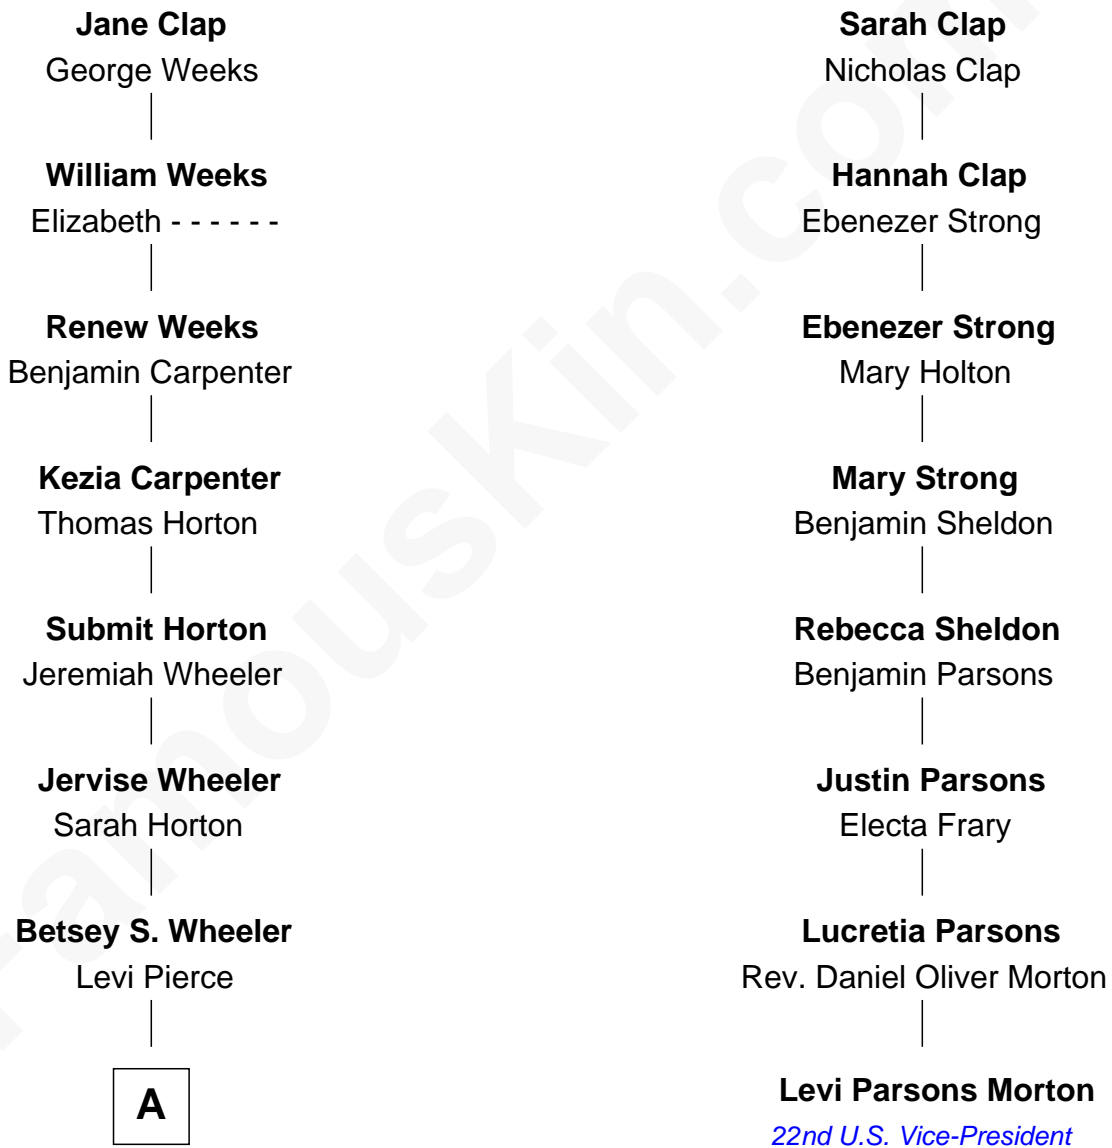 Jane Clap
George Weeks
William Weeks
Elizabeth - - - - - -
Renew Weeks
Benjamin Carpenter
Kezia Carpenter
Thomas Horton
Submit Horton
Jeremiah Wheeler
Jervise Wheeler
Sarah Horton
Betsey S. Wheeler
Levi Pierce
A
Sarah Clap
Nicholas Clap
Hannah Clap
Ebenezer Strong
Ebenezer Strong
Mary Holton
Mary Strong
Benjamin Sheldon
Rebecca Sheldon
Benjamin Parsons
Justin Parsons
Electa Frary
Lucretia Parsons
Rev. Daniel Oliver Morton
Levi Parsons Morton
22nd U.S. Vice-President
FamousKin.com